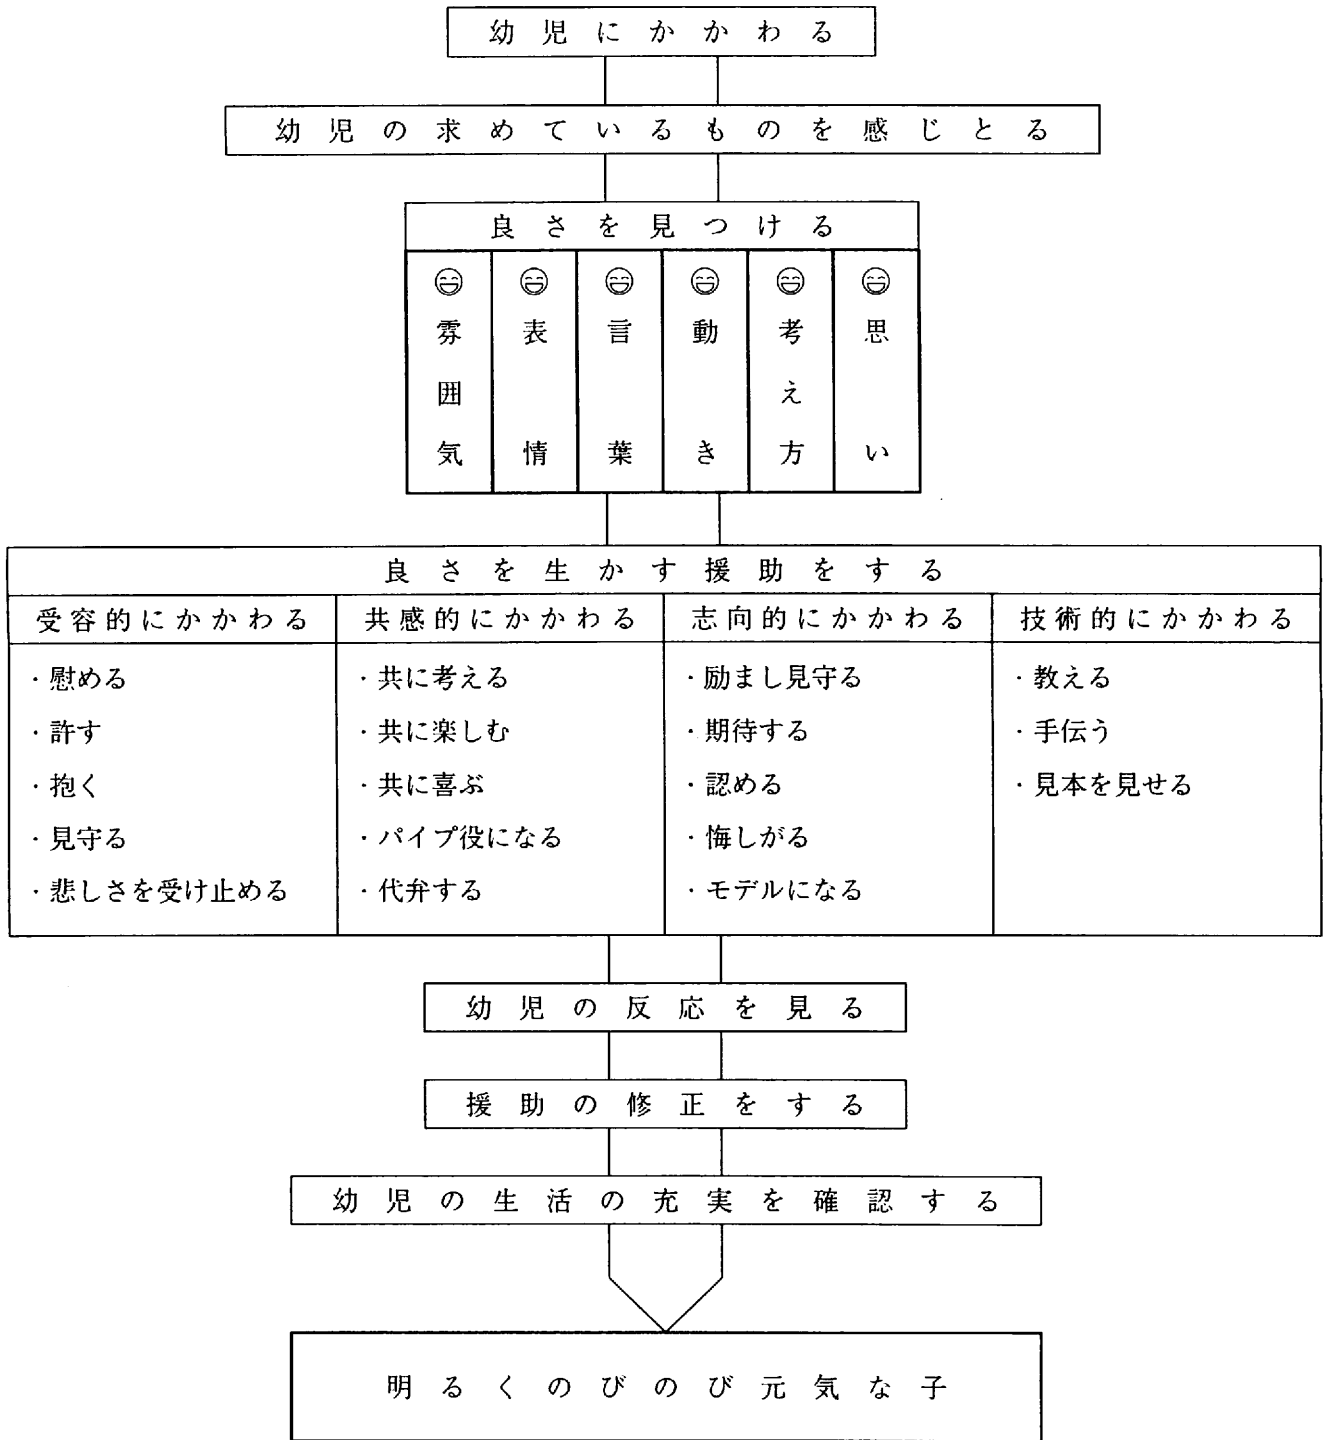 幼児にかかわる
幼児の求めているものを感じとる
良さを見つける
雰囲気
表情
言葉
動き
考え方
思い
良さを生かす援助をする
受容的にかかわる
・慰める
・許す
・抱く
・見守る
・悲しさを受け止める
共感的にかかわる
・共に考える
・共に楽しむ
・共に喜ぶ
・パイプ役になる
・代弁する
志向的にかかわる
・励まし見守る
・期待する
・認める
・悔しがる
・モデルになる
技術的にかかわる
・教える
・手伝う
・見本を見せる
幼児の反応を見る
援助の修正をする
幼児の生活の充実を確認する
明るくのびのび元気な子